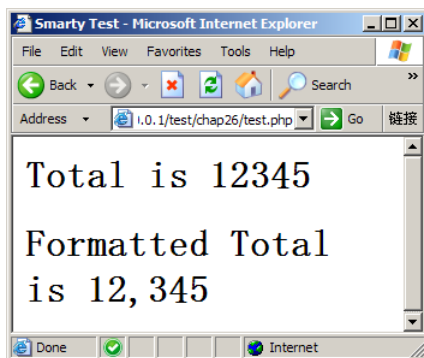 Smarty Test - Microsoft Internet Explorer
File Edit View Favorites Tools Help
Back Search »
Address .0.1/test/chap26/test.php Go 链接
Total is 12345
Formatted Total
is 12,345
Done Internet